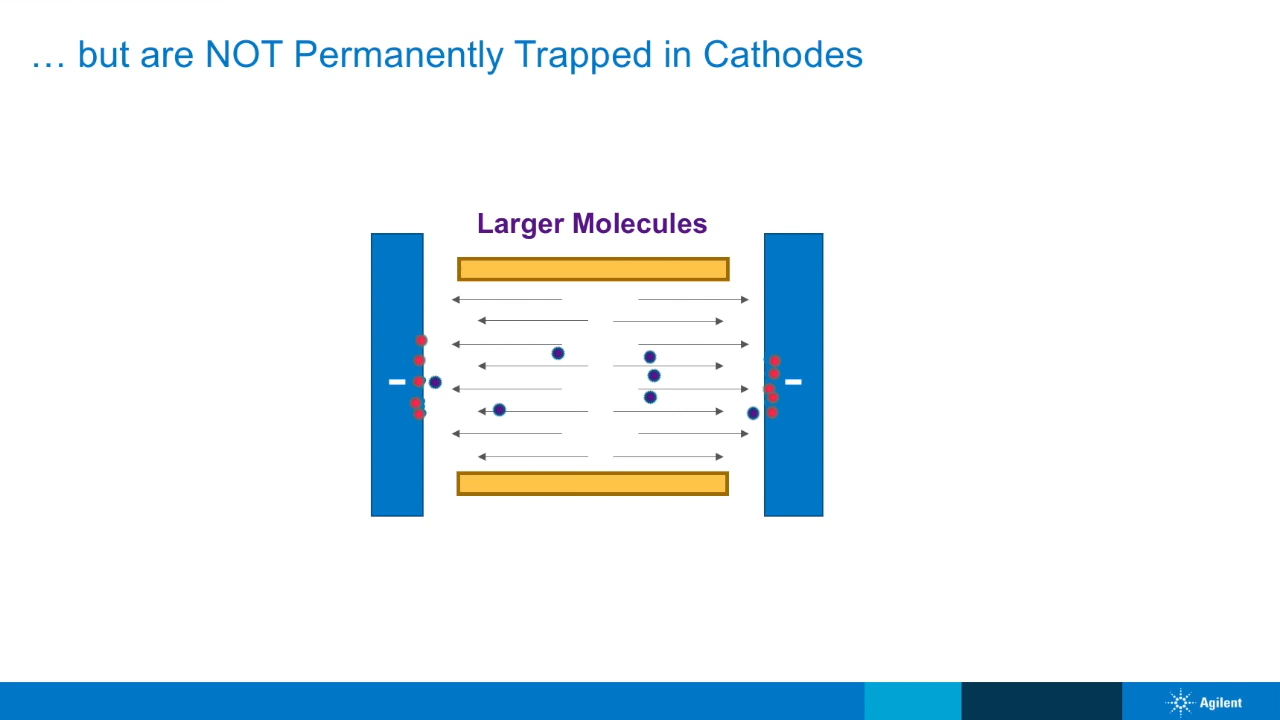 … but are NOT Permanently Trapped in Cathodes
Larger Molecules
Agilent